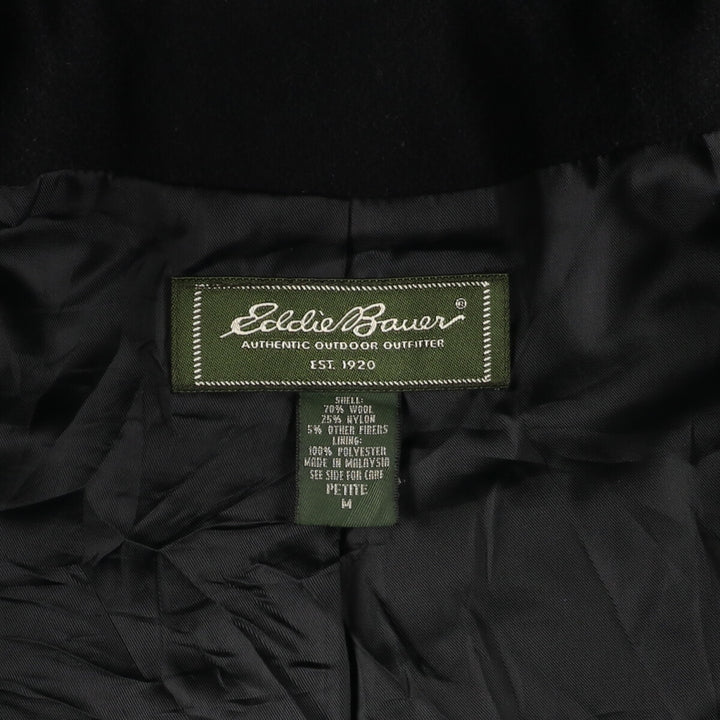 Eddie Bauer®
AUTHENTIC OUTDOOR OUTFITTER
EST. 1920
SHELL:
70% WOOL
25% NYLON
5% OTHER FIBERS
LINING:
100% POLYESTER
MADE IN MALAYSIA
SEE SIDE FOR CARE
PETITE
M